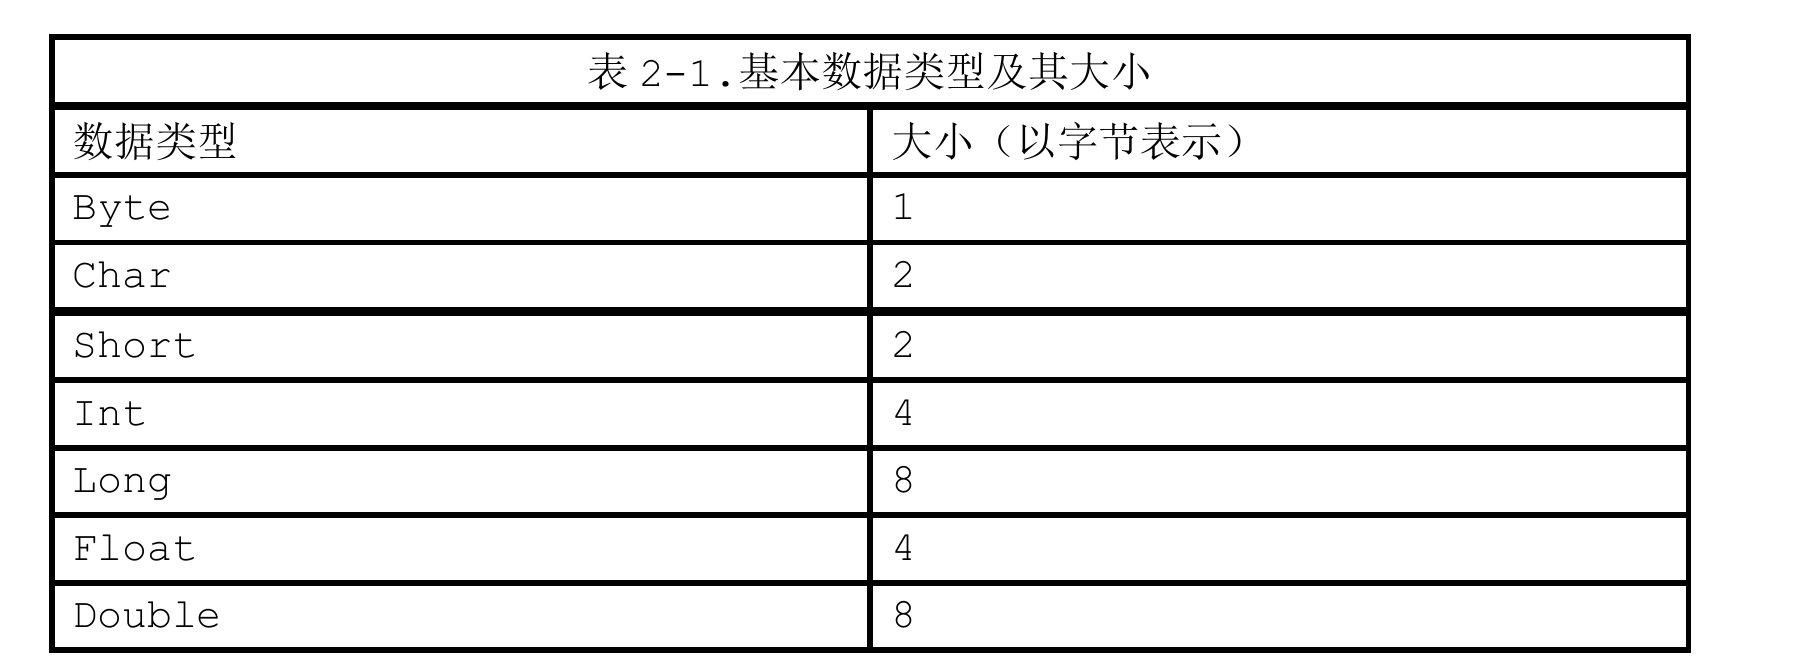 表 2-1.基本数据类型及其大小
数据类型 大小（以字节表示）
Byte 1
Char 2
Short 2
Int 4
Long 8
Float 4
Double 8